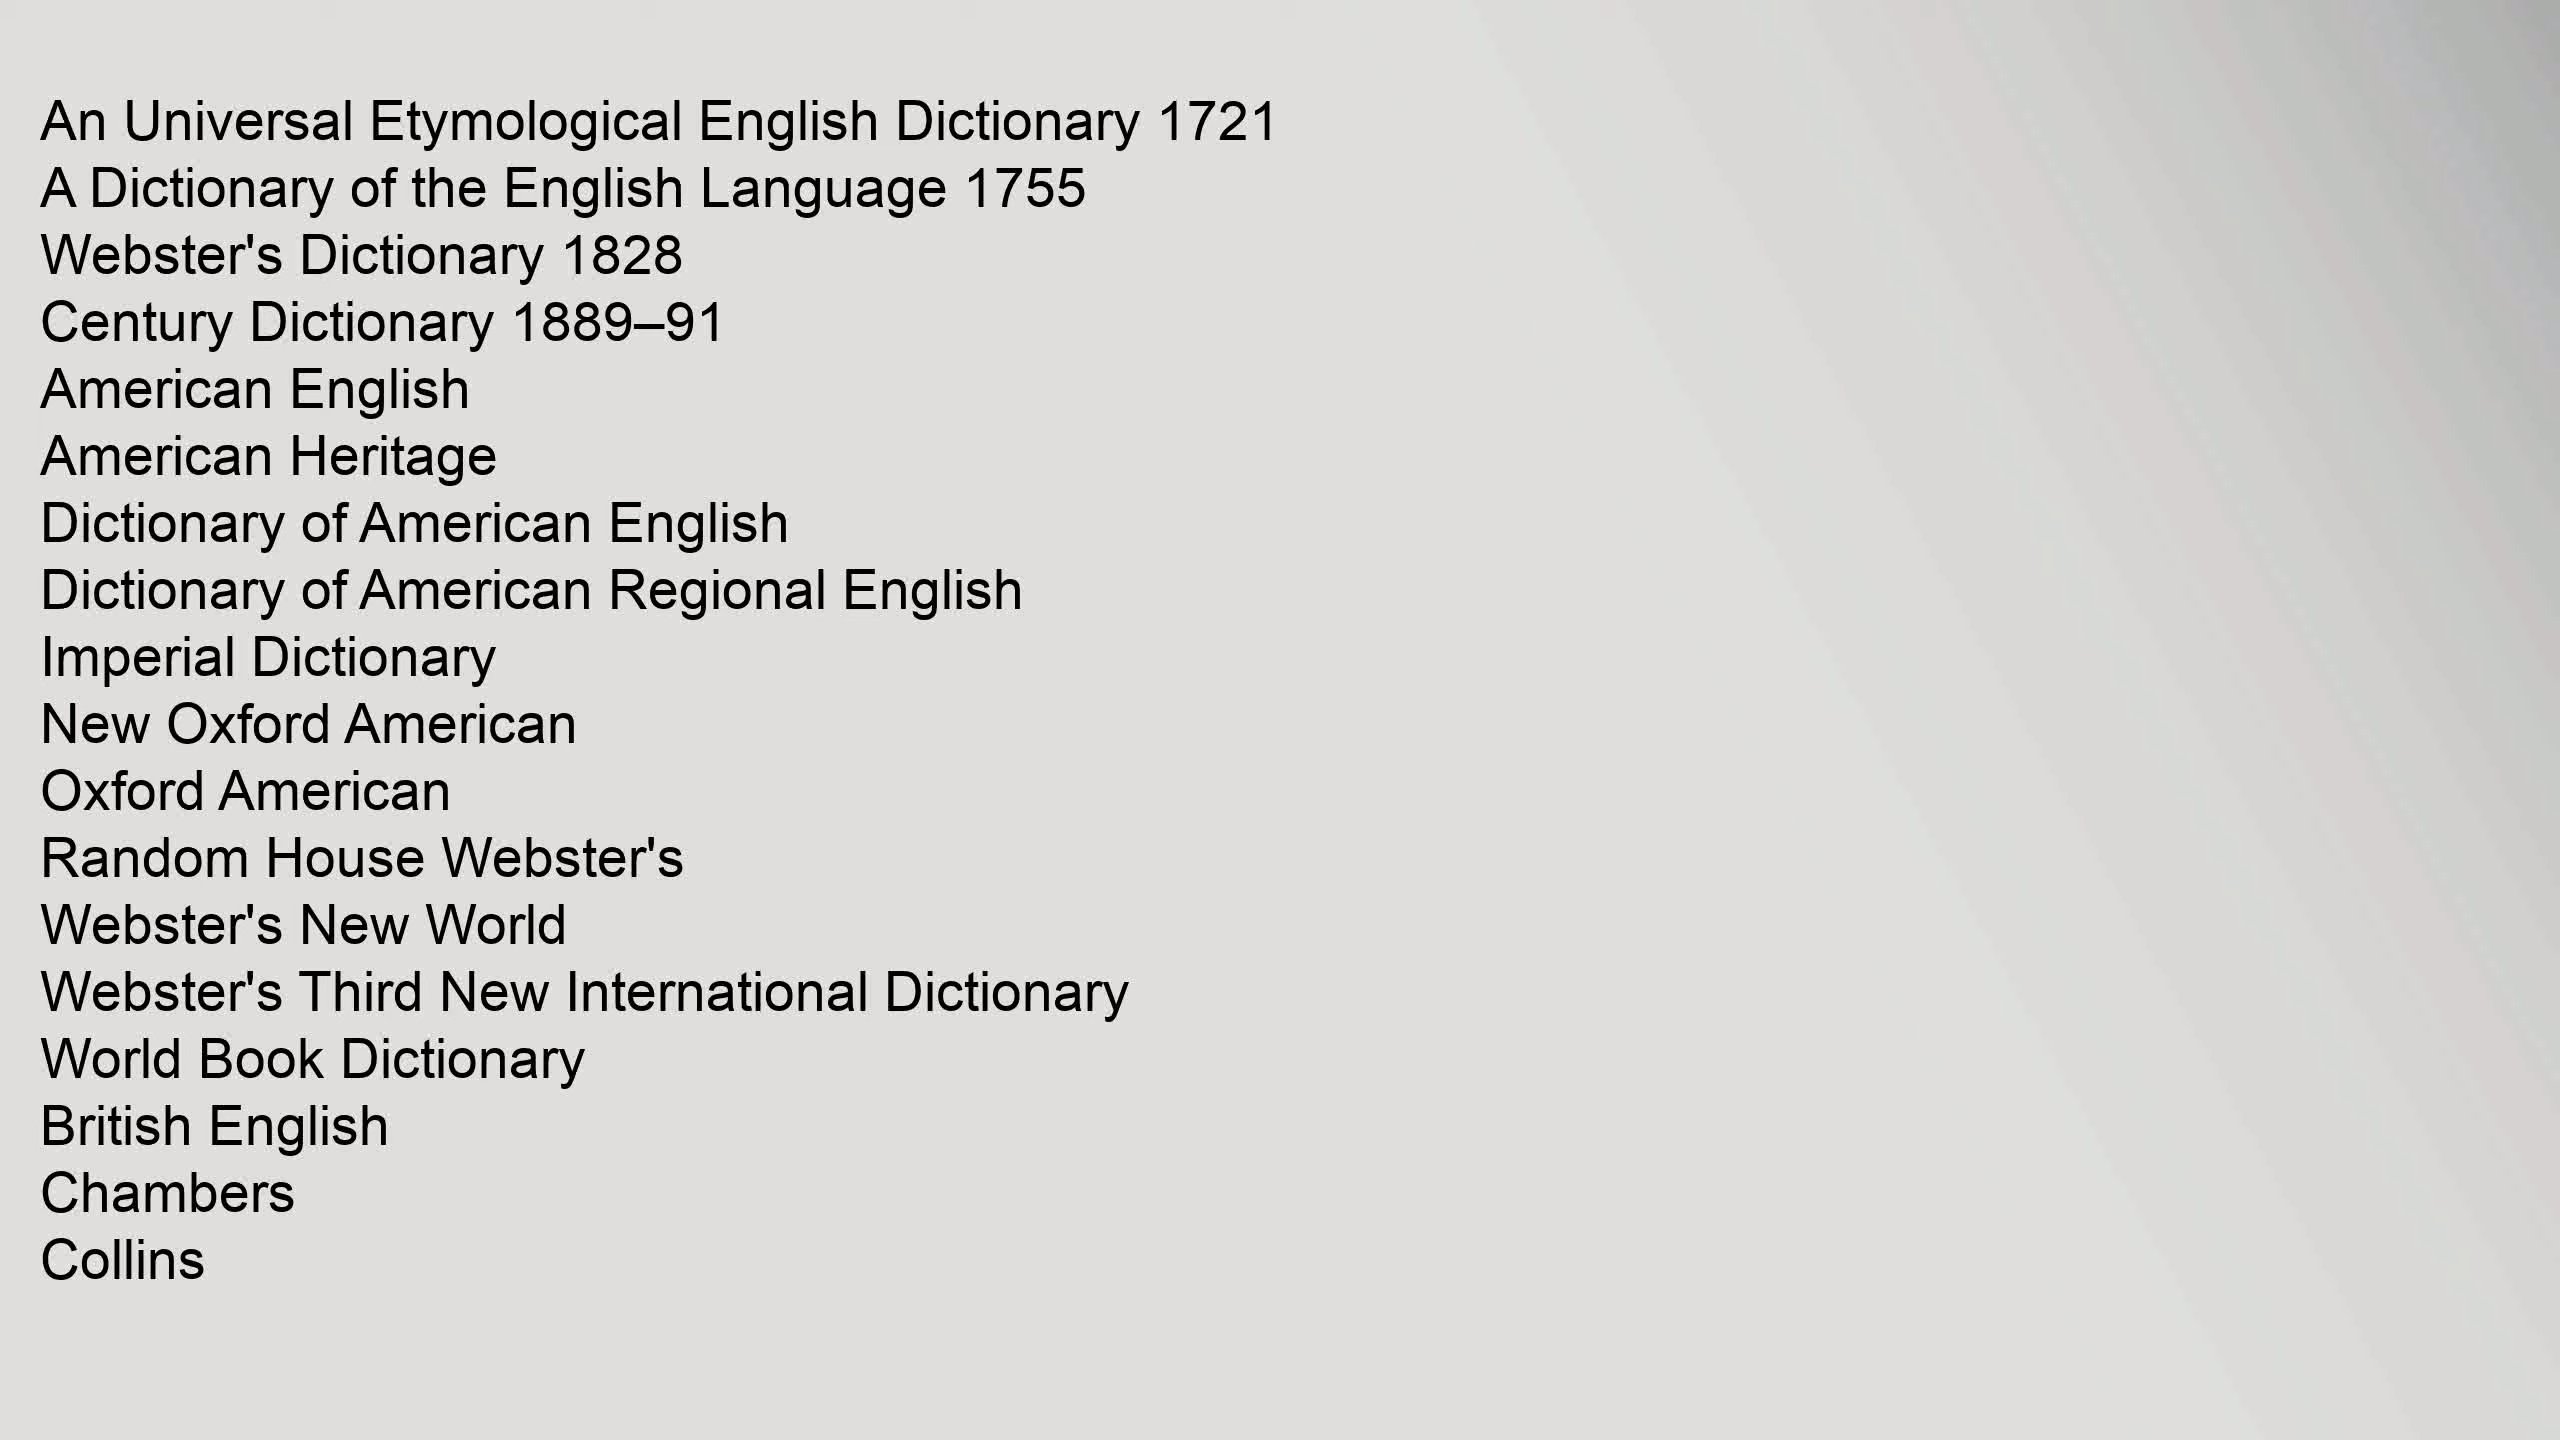 An Universal Etymological English Dictionary 1721
A Dictionary of the English Language 1755
Webster's Dictionary 1828
Century Dictionary 1889–91
American English
American Heritage
Dictionary of American English
Dictionary of American Regional English
Imperial Dictionary
New Oxford American
Oxford American
Random House Webster's
Webster's New World
Webster's Third New International Dictionary
World Book Dictionary
British English
Chambers
Collins